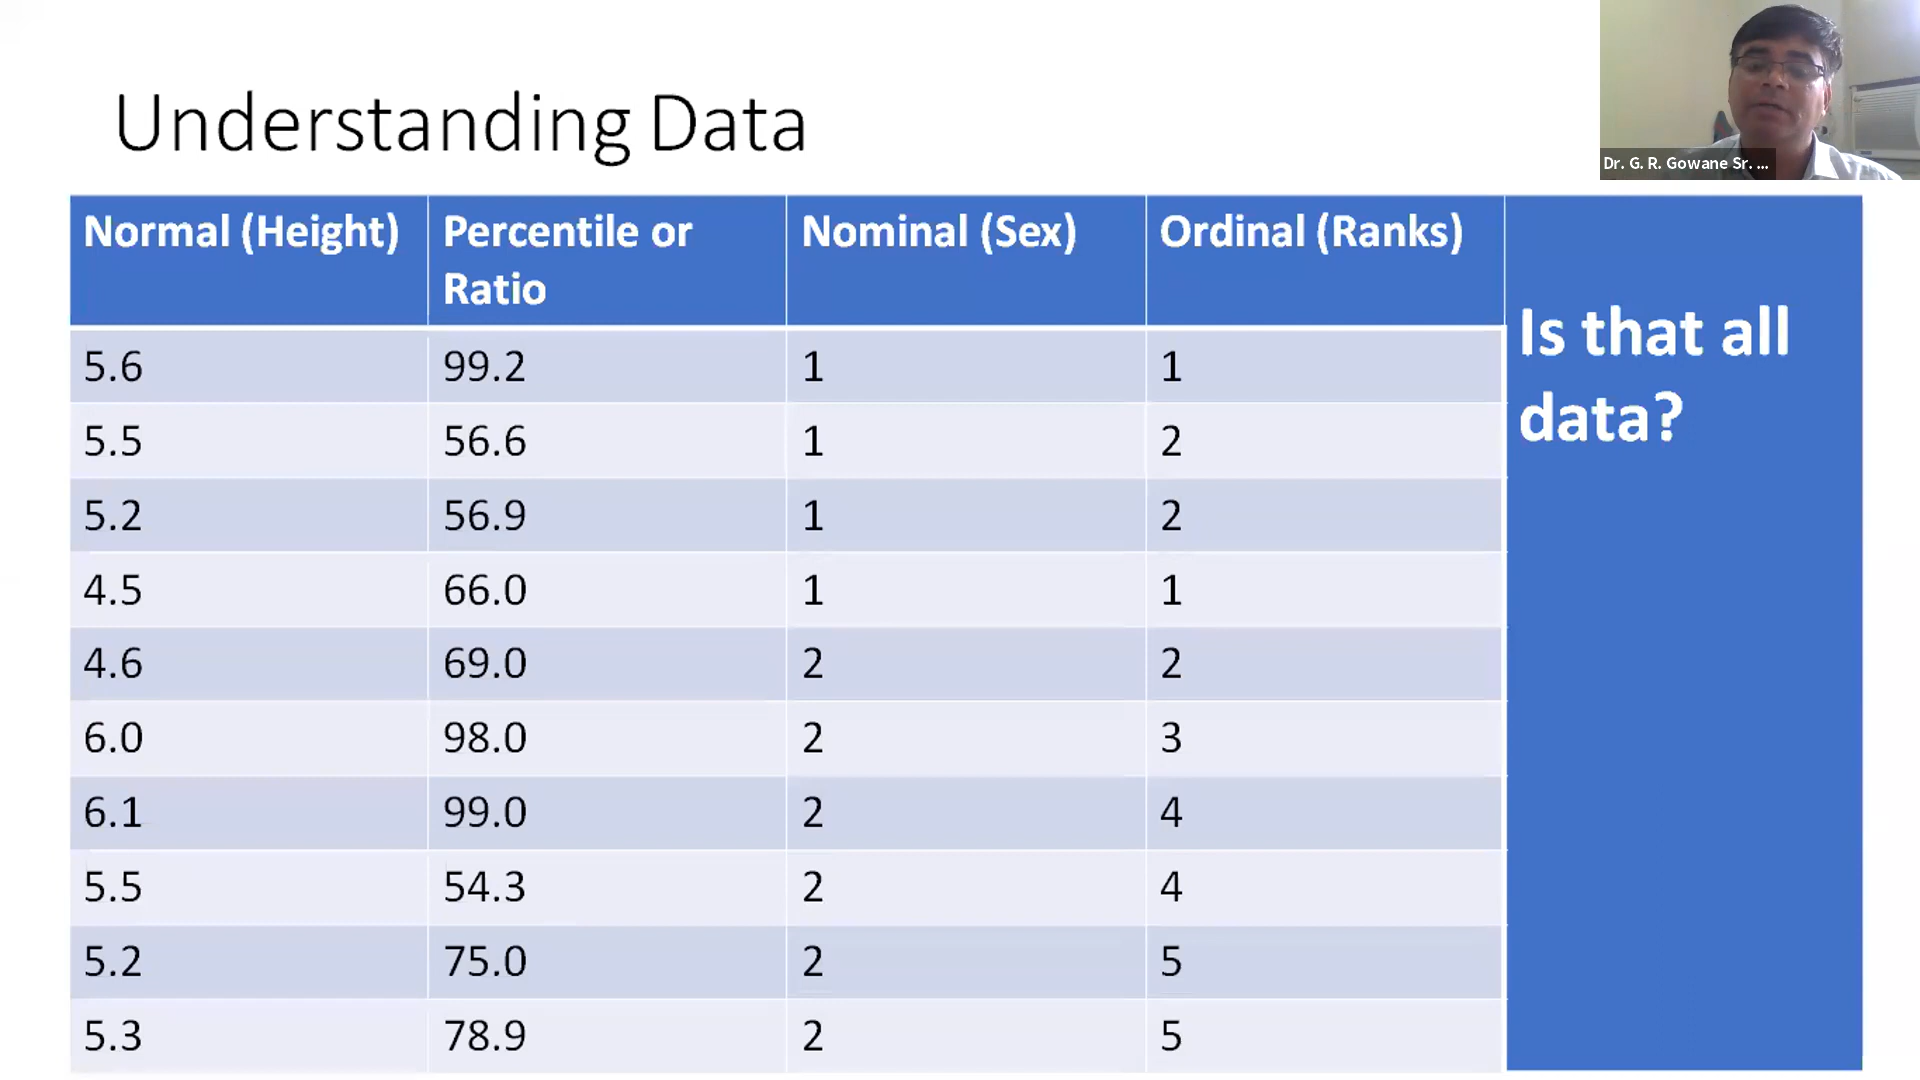 Understanding Data
Dr. G. R. Gowane Sr. ...
Normal (Height) Percentile or Ratio Nominal (Sex) Ordinal (Ranks)
Is that all
data?
5.6 99.2 1 1
5.5 56.6 1 2
5.2 56.9 1 2
4.5 66.0 1 1
4.6 69.0 2 2
6.0 98.0 2 3
6.1 99.0 2 4
5.5 54.3 2 4
5.2 75.0 2 5
5.3 78.9 2 5